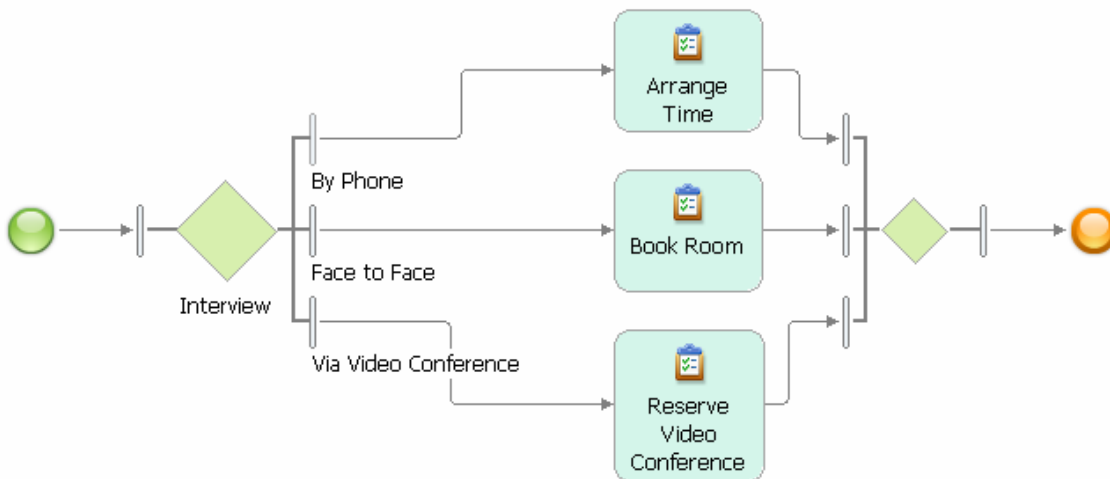 Arrange
Time
By Phone
Book Room
Face to Face
Interview
Via Video Conference
Reserve
Video
Conference